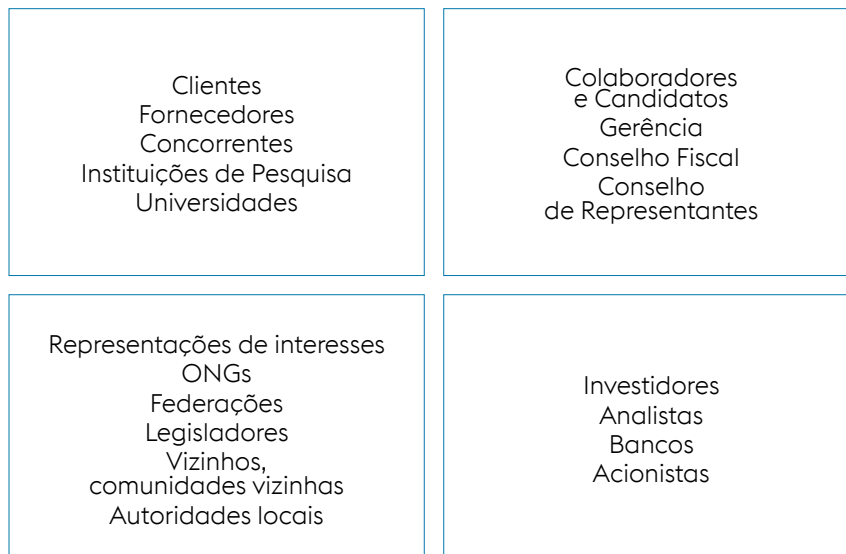 Clientes
Fornecedores
Concorrentes
Instituições de Pesquisa
Universidades
Colaboradores
e Candidatos
Gerência
Conselho Fiscal
Conselho
de Representantes
Representações de interesses
ONGs
Federações
Legisladores
Vizinhos,
comunidades vizinhas
Autoridades locais
Investidores
Analistas
Bancos
Acionistas